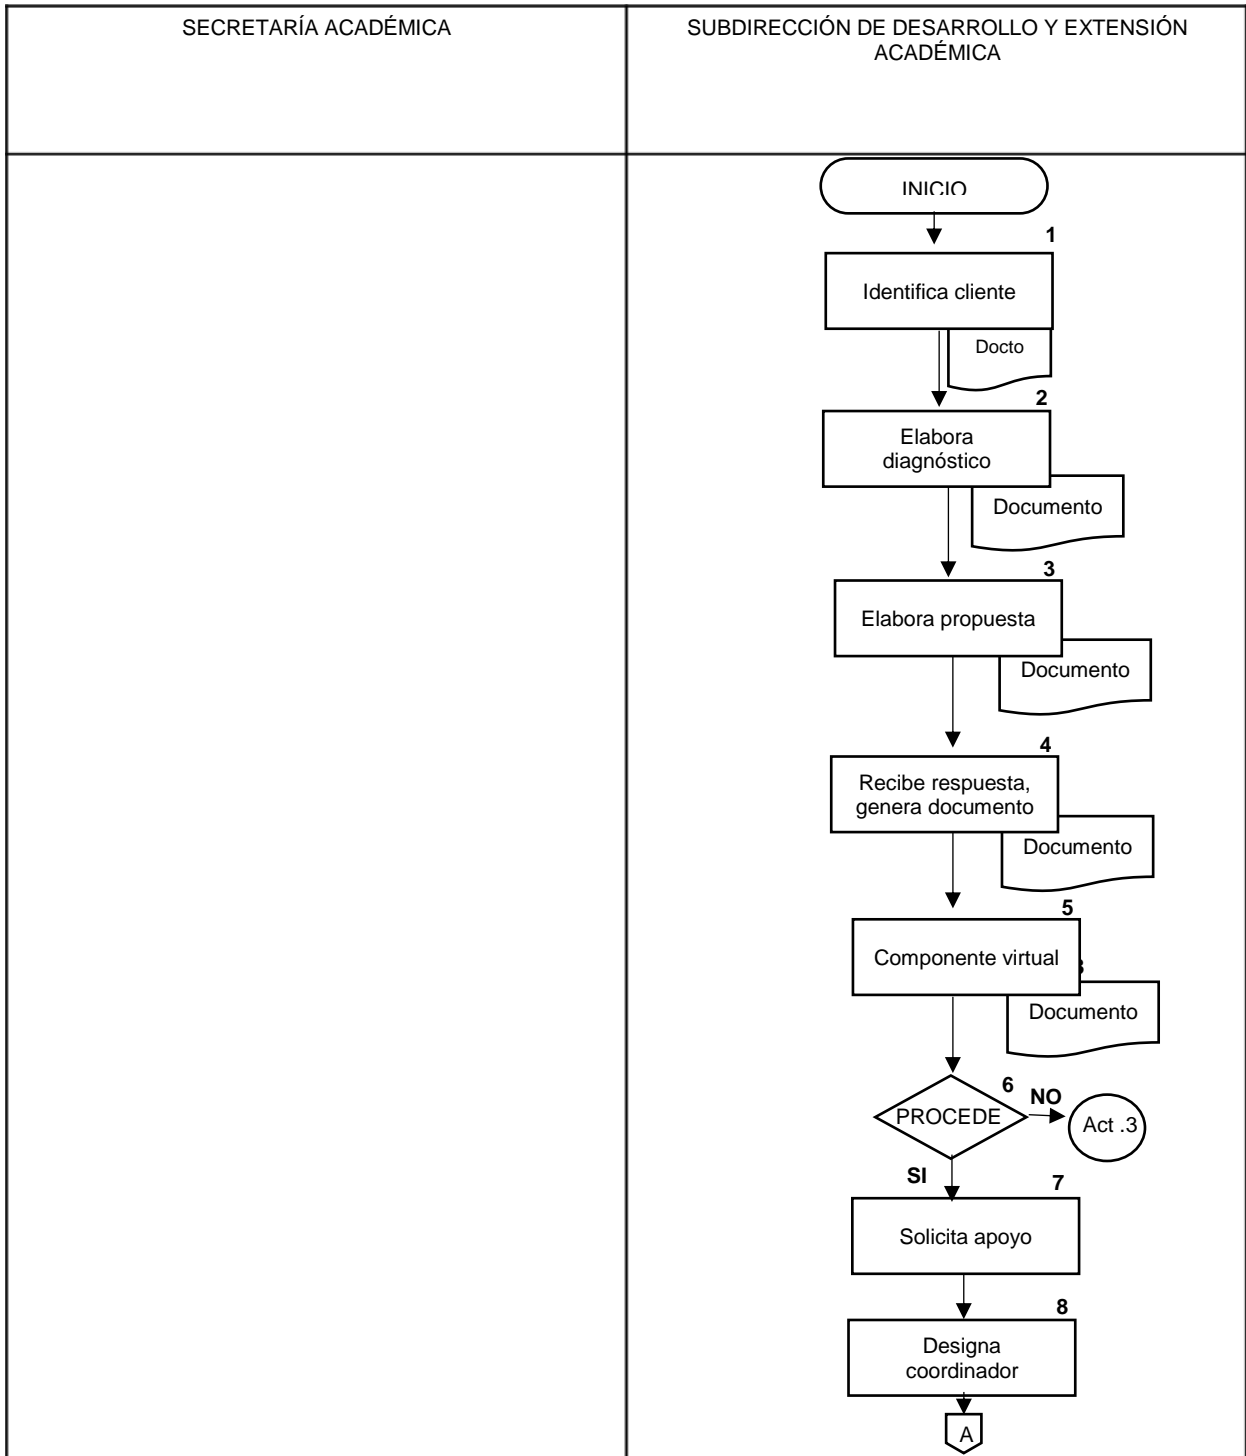 SECRETARÍA ACADÉMICA
SUBDIRECCIÓN DE DESARROLLO Y EXTENSIÓN
ACADÉMICA
INICIO
1
Identifica cliente
Docto
2
Elabora
diagnóstico
Documento
3
Elabora propuesta
Documento
4
Recibe respuesta,
genera documento
Documento
5
Componente virtual
Documento
6
PROCEDE
NO
Act .3
SI
7
Solicita apoyo
8
Designa
coordinador
A